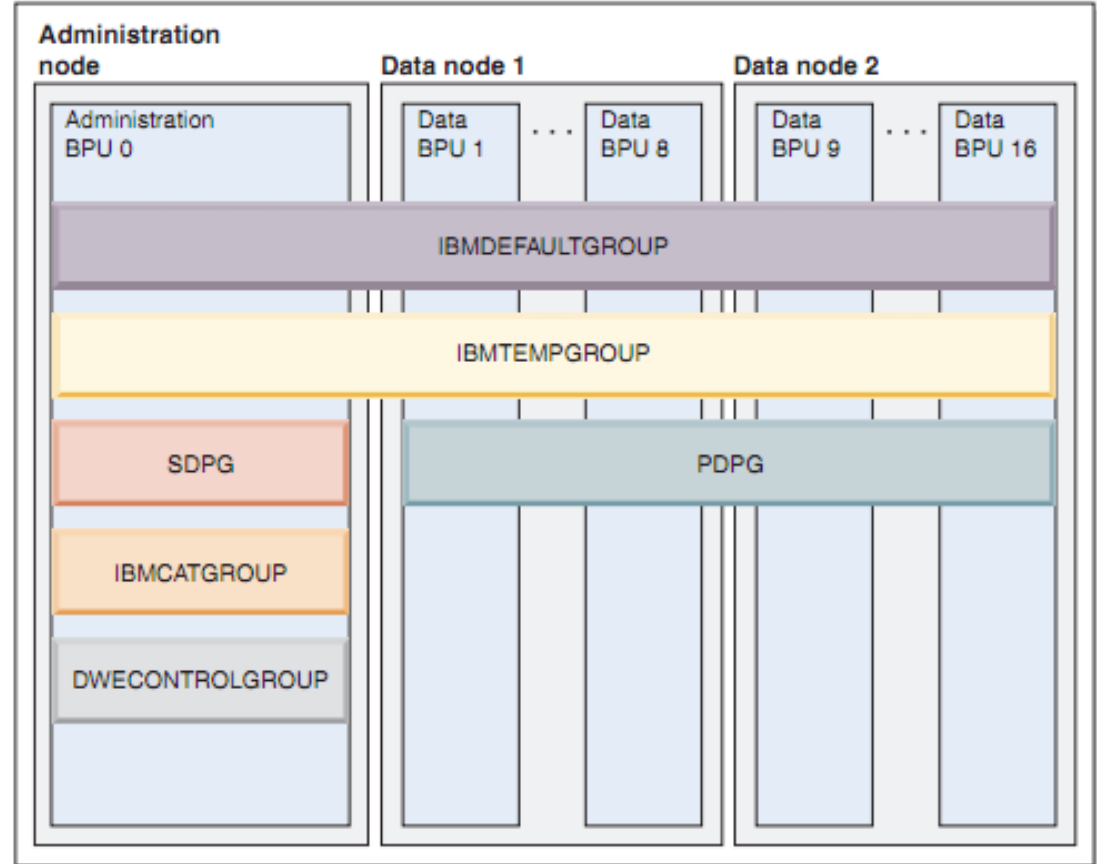 Administration
node
Data node 1
Data node 2
Administration
BPU 0
Data
BPU 1
. . .
Data
BPU 8
Data
BPU 9
. . .
Data
BPU 16
IBMDEFAULTGROUP
IBMTEMPGROUP
SDPG
PDPG
IBMCATGROUP
DWECONTROLGROUP